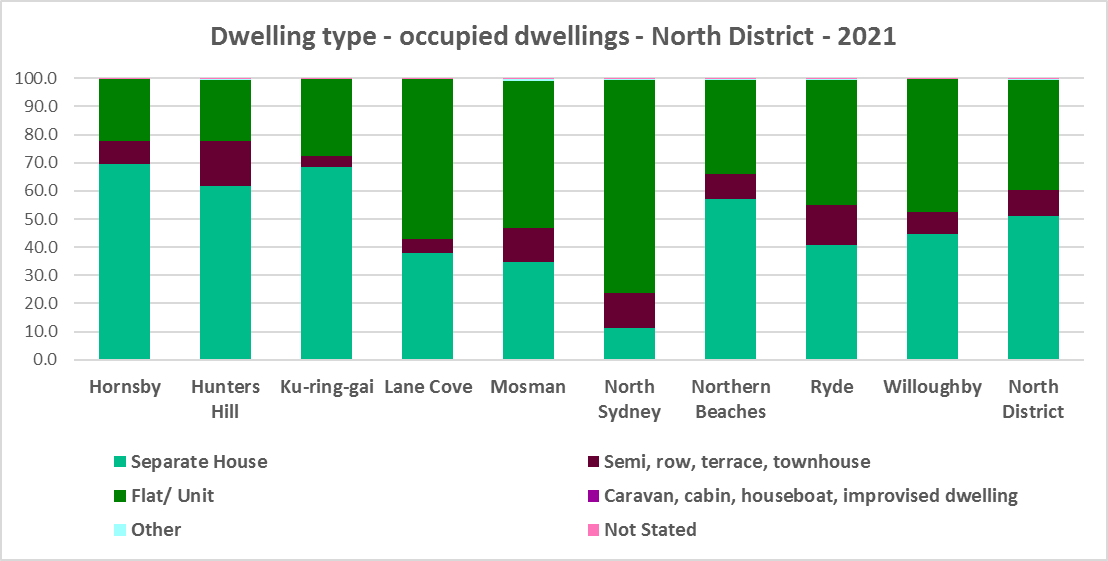 Dwelling type - occupied dwellings - North District - 2021
100.0
90.0
80.0
70.0
60.0
50.0
40.0
30.0
20.0
10.0
0.0
Hornsby Hunters Ku-ring-gai Lane Cove Mosman North Northern Ryde Willoughby North
Hill Sydney Beaches District
Separate House Semi, row, terrace, townhouse
Flat/ Unit Caravan, cabin, houseboat, improvised dwelling
Other Not Stated